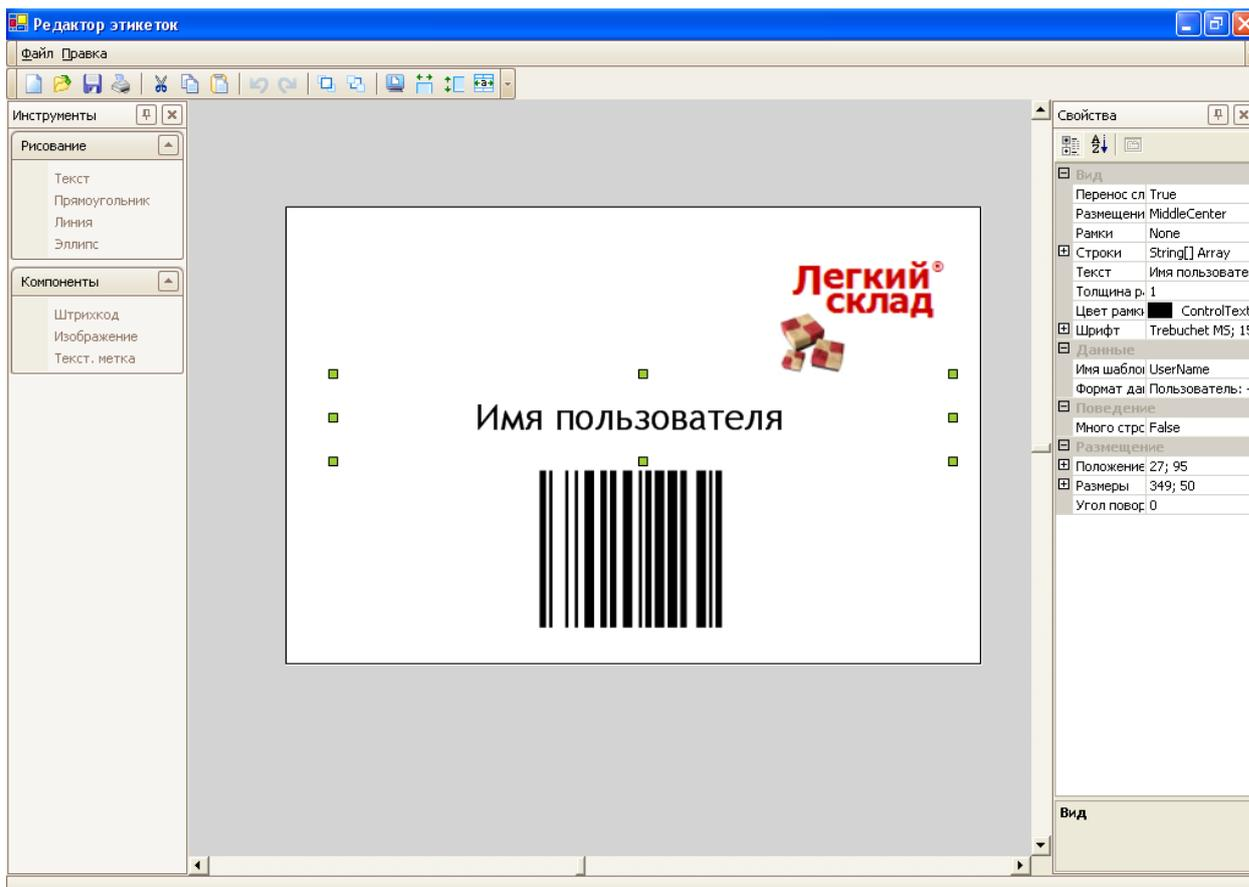 Редактор этикеток
Файл Правка
Инструменты
Рисование
Текст
Прямоугольник
Линия
Эллипс
Компоненты
Штрихкод
Изображение
Текст. метка
Легкий®
склад
Имя пользователя
Свойства
Вид
Перенос сл True
Размещени MiddleCenter
Рамки None
Строки String[] Array
Текст Имя пользовате
Толщина р 1
Цвет рамки ControlText
Шрифт Trebuchet MS; 15
Данные
Имя шабло UserName
Формат да Пользователь:
Поведение
Много стро False
Размещение
Положение 27; 95
Размеры 349; 50
Угол повор 0
Вид